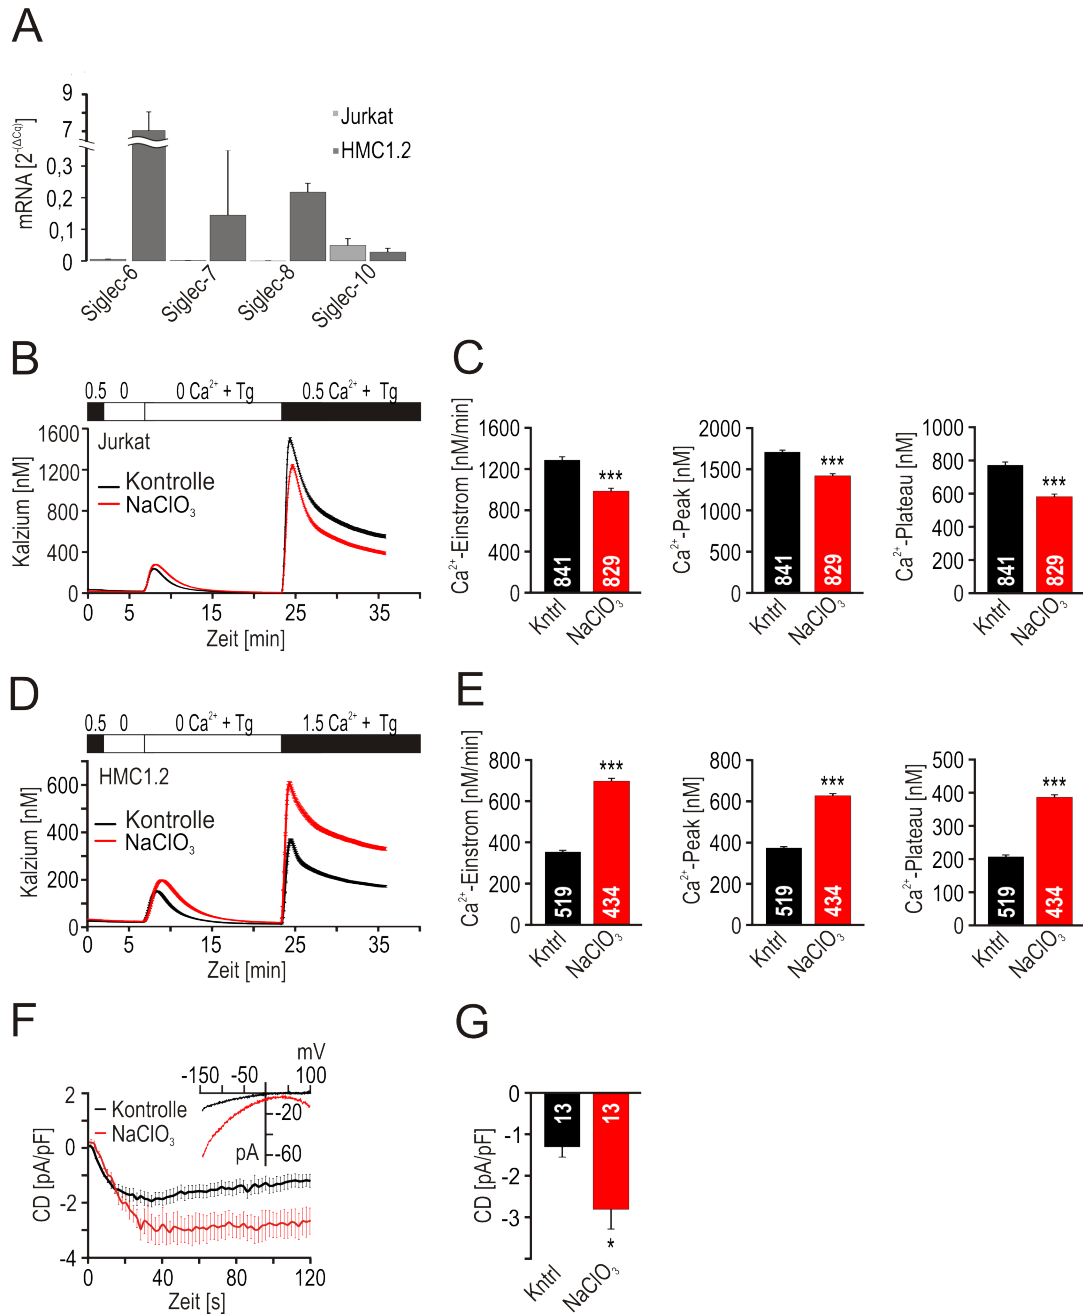 A
9
7
0,3
0,2
0,1
0
mRNA [2^-(ΔCq)]
Jurkat
HMC1.2
Siglec-6
Siglec-7
Siglec-8
Siglec-10
B
0.5 0 0 Ca²⁺ + Tg 0.5 Ca²⁺ + Tg
1600
1200
800
400
0
Kalzium [nM]
Jurkat
Kontrolle
NaClO₃
0 5 15 25 35
Zeit [min]
C
Ca²⁺-Einstrom [nM/min]
1600
1200
800
400
0
***
841
829
Kntrl
NaClO₃
Ca²⁺-Peak [nM]
2000
1500
1000
500
0
***
841
829
Kntrl
NaClO₃
Ca²⁺-Plateau [nM]
1000
800
600
400
200
0
***
841
829
Kntrl
NaClO₃
D
0.5 0 0 Ca²⁺ + Tg 1.5 Ca²⁺ + Tg
600
400
200
0
Kalzium [nM]
HMC1.2
Kontrolle
NaClO₃
0 5 15 25 35
Zeit [min]
E
Ca²⁺-Einstrom [nM/min]
800
600
400
200
0
***
519
434
Kntrl
NaClO₃
Ca²⁺-Peak [nM]
800
600
400
200
0
***
519
434
Kntrl
NaClO₃
Ca²⁺-Plateau [nM]
500
400
300
200
100
0
***
519
434
Kntrl
NaClO₃
F
2
0
-2
-4
CD [pA/pF]
Kontrolle
NaClO₃
mV
-150 -50 100
-20
-60
pA
0 40 80 120
Zeit [s]
G
0
-1
-2
-3
CD [pA/pF]
13
13
*
Kntrl
NaClO₃